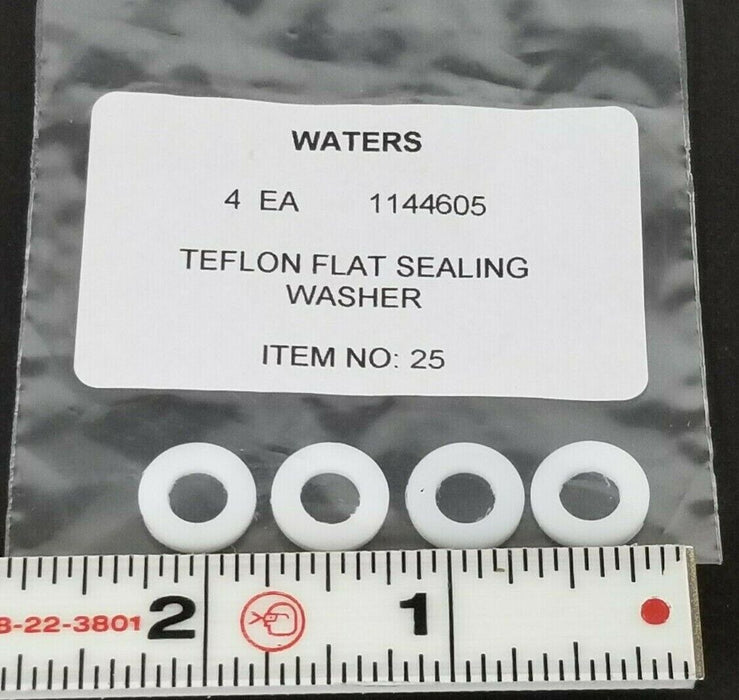 WATERS
4 EA 1144605
TEFLON FLAT SEALING
WASHER
ITEM NO: 25
8-22-3801 2 1